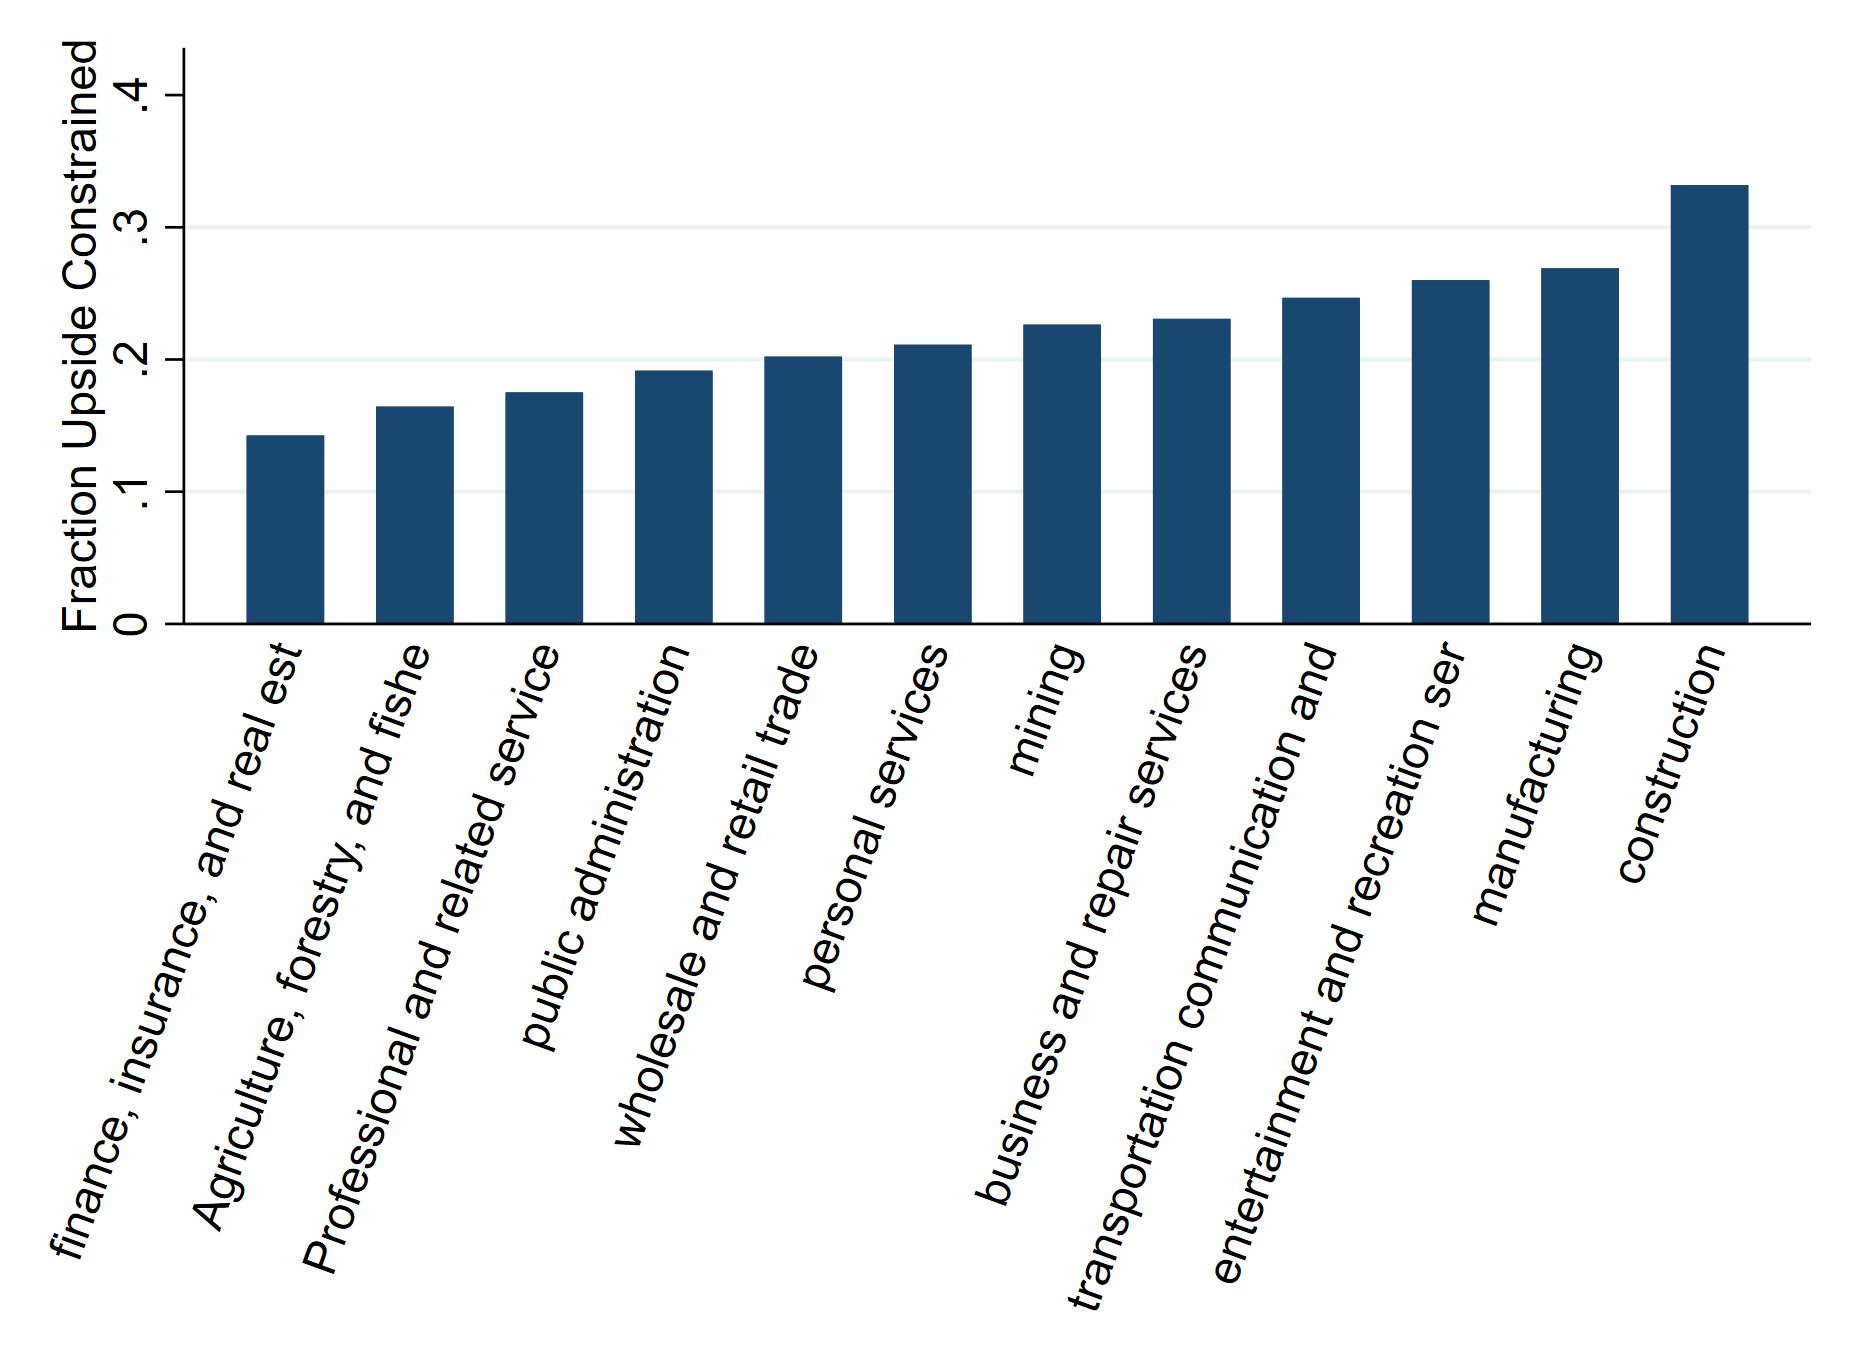 Fraction Upside Constrained
.4
.3
.2
.1
0
finance, insurance, and real est
Agriculture, forestry, and fishe
Professional and related service
public administration
wholesale and retail trade
personal services
mining
business and repair services
transportation communication and
entertainment and recreation ser
manufacturing
construction